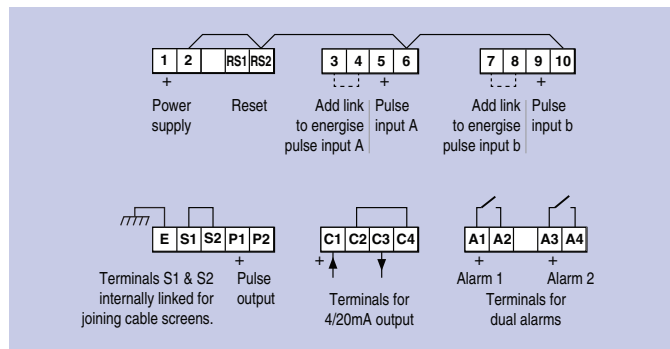 1 2 RS1 RS2 3 4 5 6 7 8 9 10
+ + +
Power
supply
Reset
Add link
to energise
pulse input A
Pulse
input A
Add link
to energise
pulse input b
Pulse
input b
E S1 S2 P1 P2 C1 C2 C3 C4 A1 A2 A3 A4
+ + + +
Terminals S1 & S2
internally linked for
joining cable screens.
Pulse
output
Terminals for
4/20mA output
Alarm 1 Alarm 2
Terminals for
dual alarms